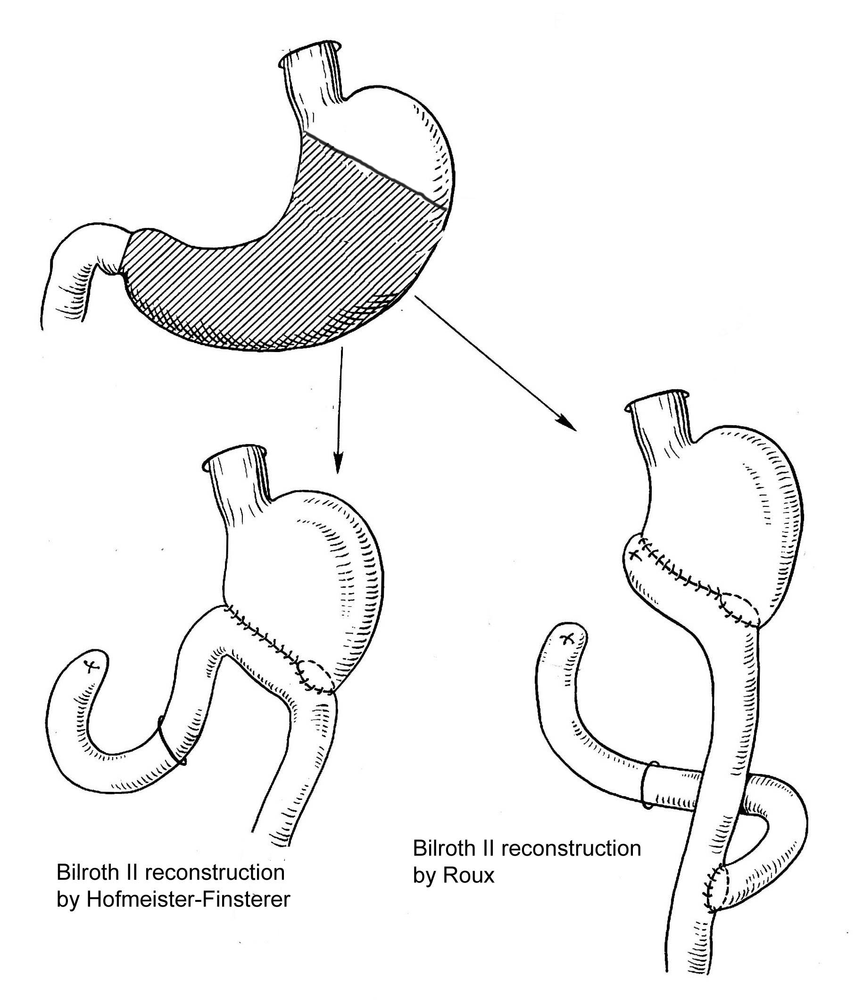 Bilroth II reconstruction
by Hofmeister-Finsterer
Bilroth II reconstruction
by Roux